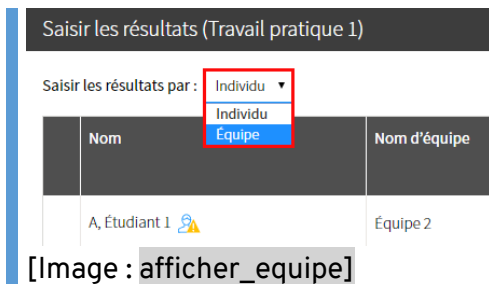 Saisir les résultats (Travail pratique 1)
Saisir les résultats par : Individu ▼
Individu
Équipe
Nom Nom d'équipe
A, Étudiant 1 Équipe 2
[Image : afficher_equipe]